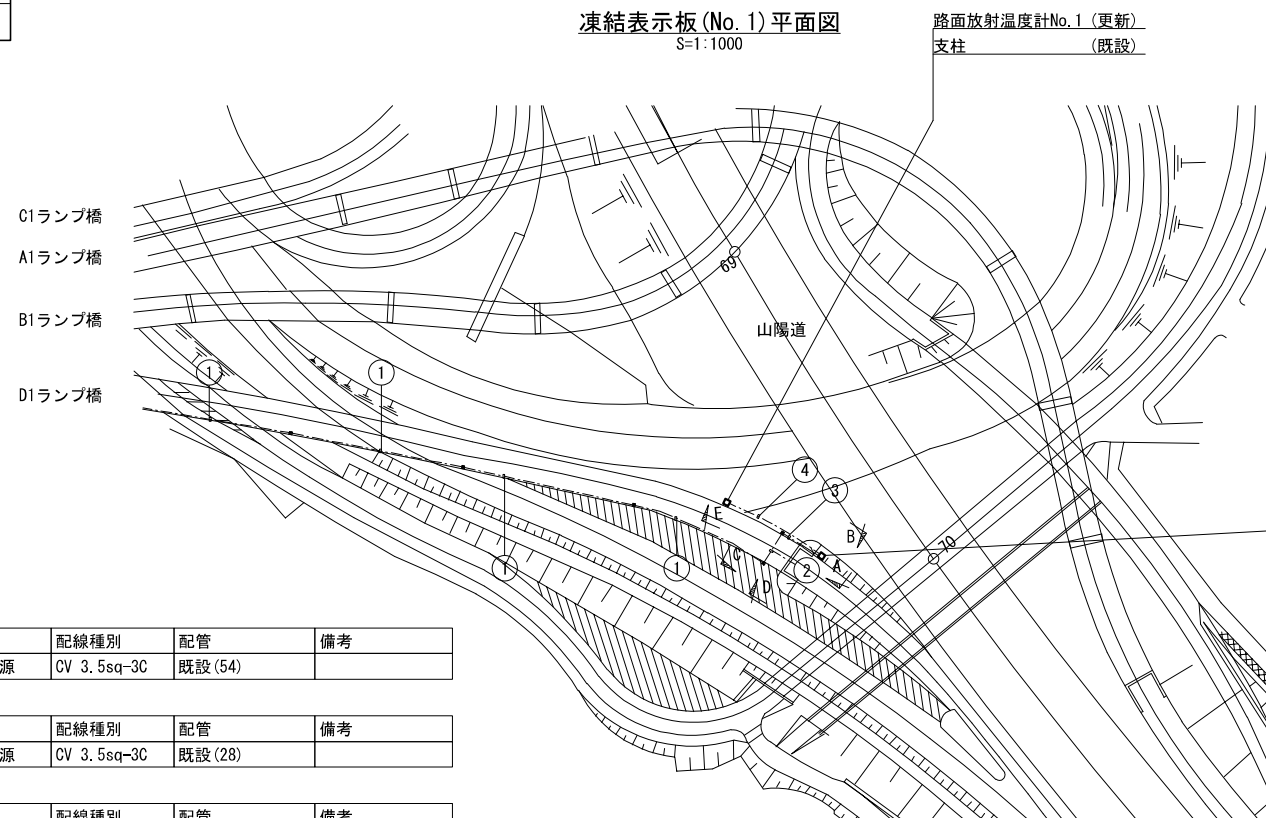 凍結表示板(No.1)平面図
S=1:1000
路面放射温度計No.1 (更新)
支柱 (既設)
C1ランプ橋
A1ランプ橋
B1ランプ橋
D1ランプ橋
69
山陽道
1
1
4
3
E
B
70
C
A
1
1
2
D
配線種別 配管 備考
源 CV 3.5sq-3C 既設(54)
配線種別 配管 備考
源 CV 3.5sq-3C 既設(28)
配線種別 配管 備考